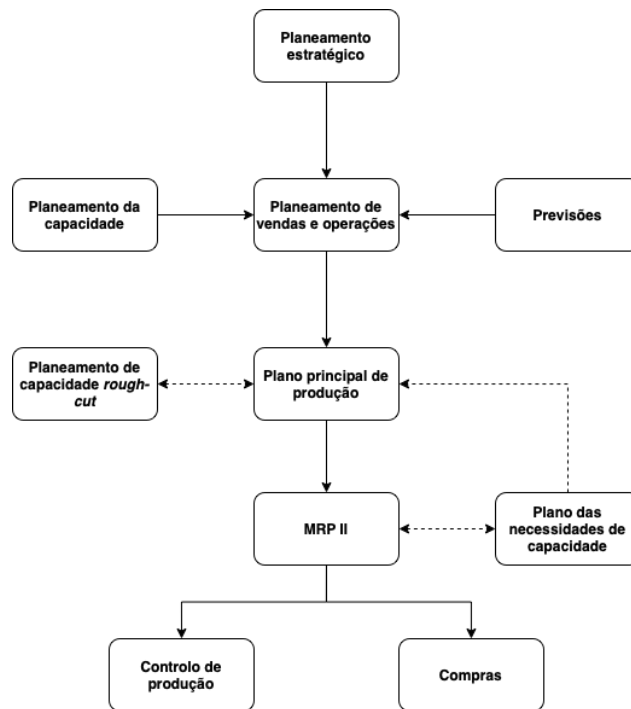 Planeamento
estratégico
Planeamento da
capacidade
Planeamento de
vendas e operações
Previsões
Planeamento de
capacidade rough-
cut
Plano principal de
produção
MRP II
Plano das
necessidades de
capacidade
Controlo de
produção
Compras